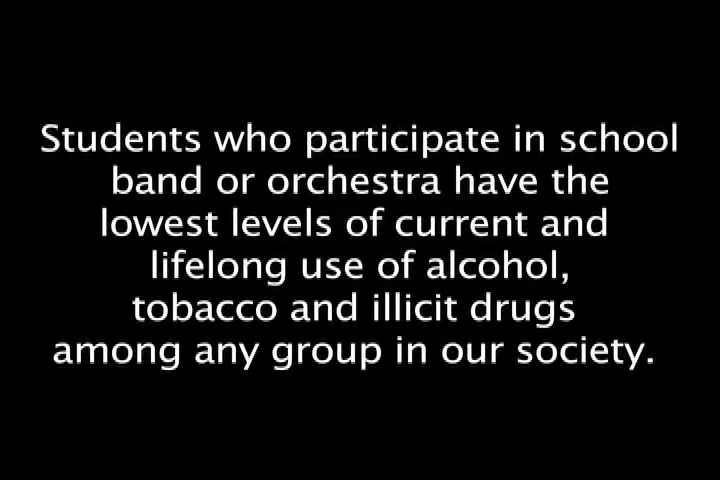 Students who participate in school
band or orchestra have the
lowest levels of current and
lifelong use of alcohol,
tobacco and illicit drugs
among any group in our society.